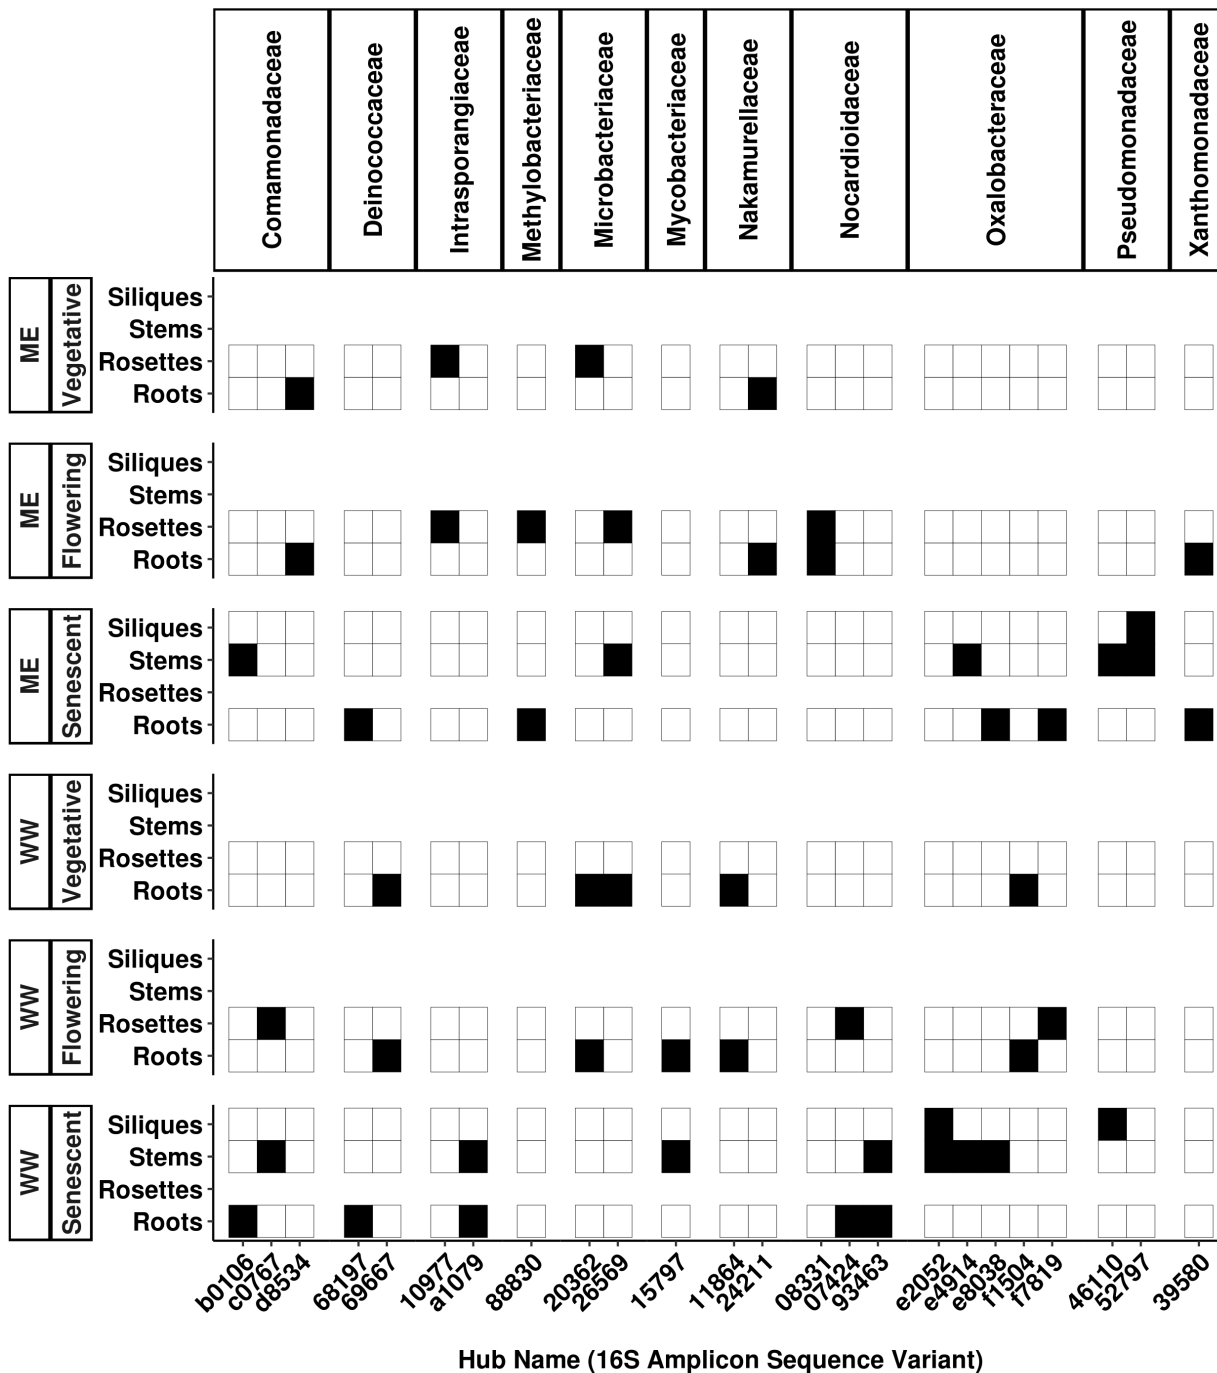 Comamonadaceae
Deinococcaceae
Intrasporangiaceae
Methylobacteriaceae
Microbacteriaceae
Mycobacteriaceae
Nakamurellaceae
Nocardioidaceae
Oxalobacteraceae
Pseudomonadaceae
Xanthomonadaceae
ME
Vegetative
Siliques
Stems
Rosettes
Roots
ME
Flowering
Siliques
Stems
Rosettes
Roots
ME
Senescent
Siliques
Stems
Rosettes
Roots
WW
Vegetative
Siliques
Stems
Rosettes
Roots
WW
Flowering
Siliques
Stems
Rosettes
Roots
WW
Senescent
Siliques
Stems
Rosettes
Roots
b0106
c0767
d8534
68197
69667
10977
a1079
88830
20362
26569
15797
11864
24211
08331
07424
93463
e2052
e4914
e8038
f1504
f7819
46110
52797
39580
Hub Name (16S Amplicon Sequence Variant)